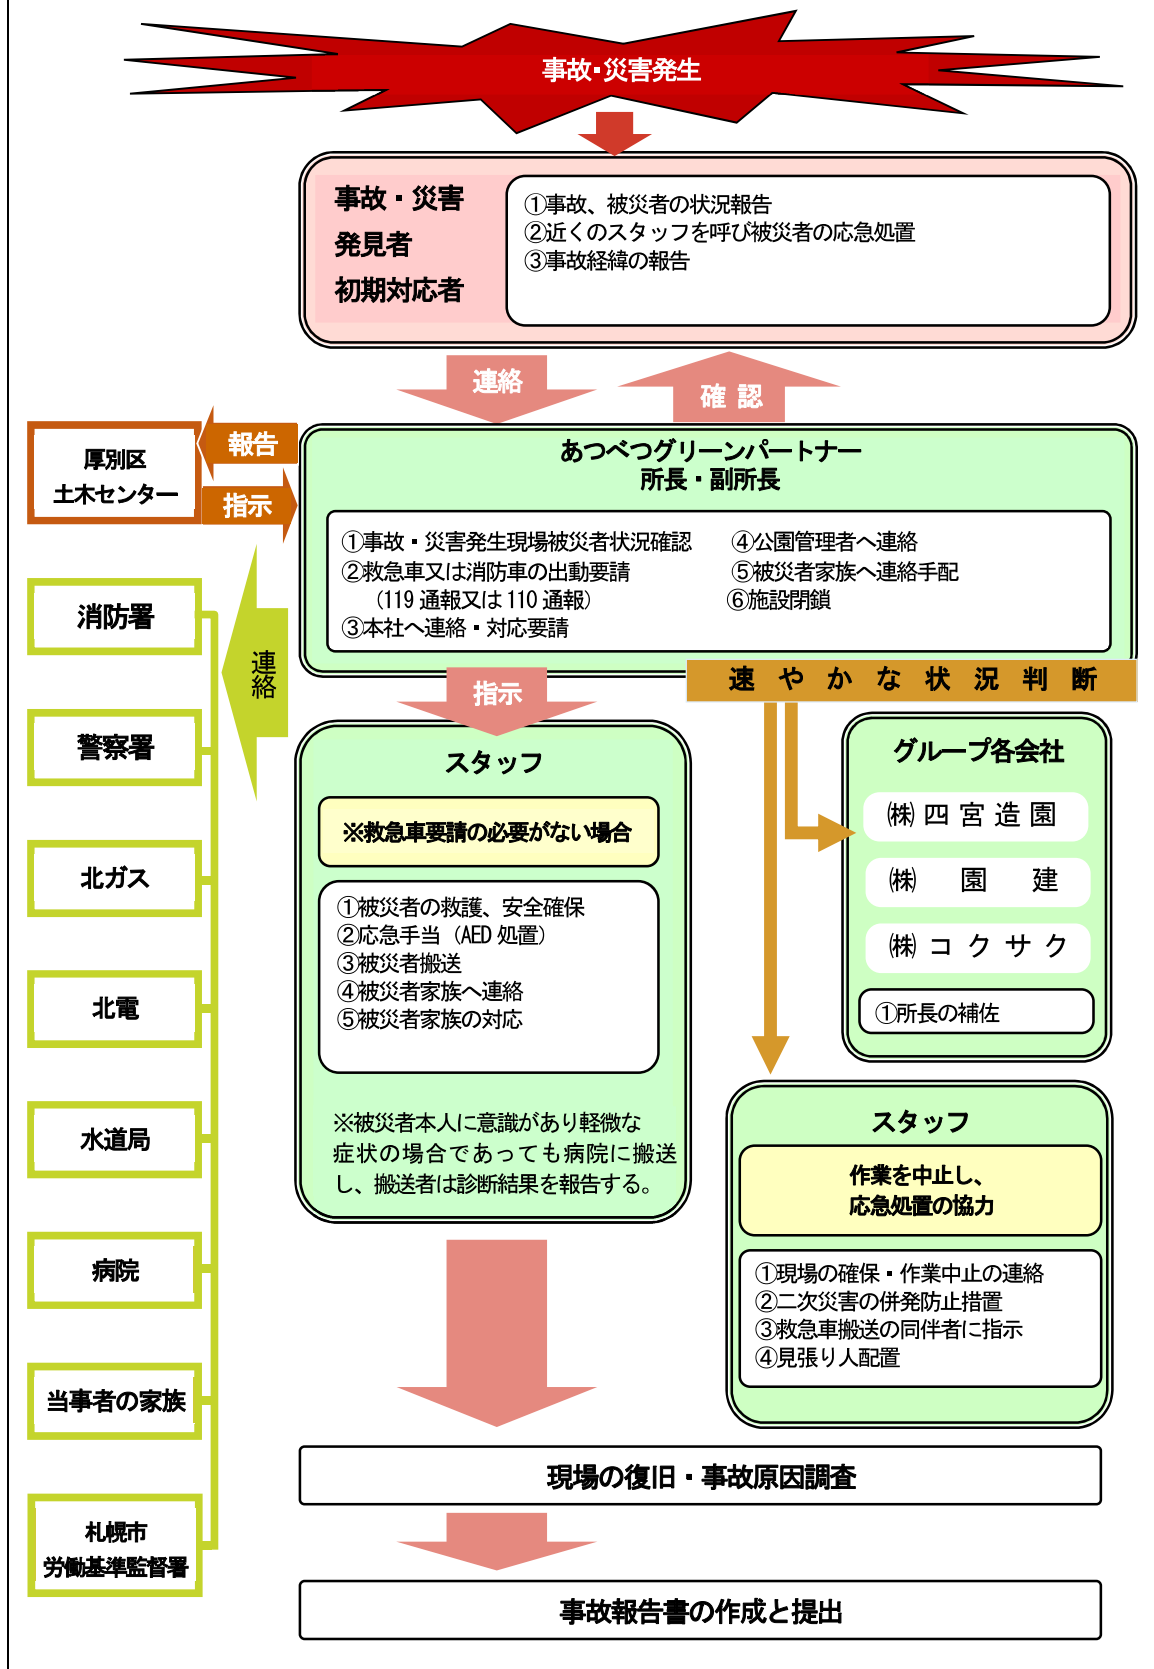 事故・災害発生
事故・災害
発見者
初期対応者
①事故、被災者の状況報告
②近くのスタッフを呼び被災者の応急処置
③事故経緯の報告
連絡
確 認
報告
指示
厚別区
土木センター
あつべつグリーンパートナー
所長・副所長
①事故・災害発生現場被災者状況確認
②救急車又は消防車の出動要請
（119 通報又は 110 通報）
③本社へ連絡・対応要請
④公園管理者へ連絡
⑤被災者家族へ連絡手配
⑥施設閉鎖
連絡
消防署
警察署
北ガス
北電
水道局
病院
当事者の家族
札幌市
労働基準監督署
指示
速やかな状況判断
スタッフ
※救急車要請の必要がない場合
①被災者の救護、安全確保
②応急手当（AED 処置）
③被災者搬送
④被災者家族へ連絡
⑤被災者家族の対応
※被災者本人に意識があり軽微な
症状の場合であっても病院に搬送
し、搬送者は診断結果を報告する。
グループ各会社
㈱四宮造園
㈱ 園 建
㈱コクサク
①所長の補佐
スタッフ
作業を中止し、
応急処置の協力
①現場の確保・作業中止の連絡
②二次災害の併発防止措置
③救急車搬送の同伴者に指示
④見張り人配置
現場の復旧・事故原因調査
事故報告書の作成と提出